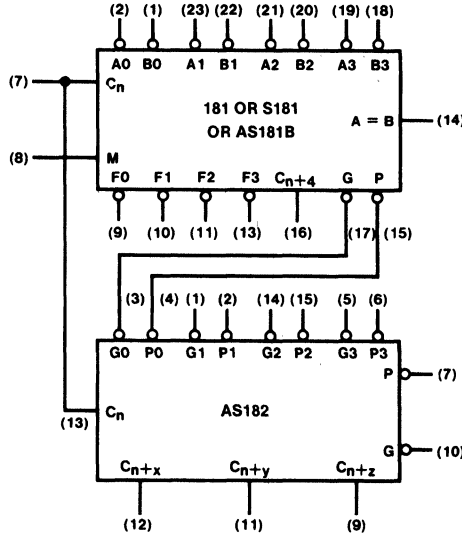 (2) (1) (23) (22) (21) (20) (19) (18)
A0 B0 A1 B1 A2 B2 A3 B3
(7) Cn
181 OR S181
OR AS181B
A = B (14)
(8) M
F0 F1 F2 F3 Cn+4 G P
(9) (10) (11) (13) (16) (17) (15)
(3) (4) (1) (2) (14) (15) (5) (6)
G0 P0 G1 P1 G2 P2 G3 P3
P (7)
(13) Cn AS182
G (10)
Cn+x Cn+y Cn+z
(12) (11) (9)